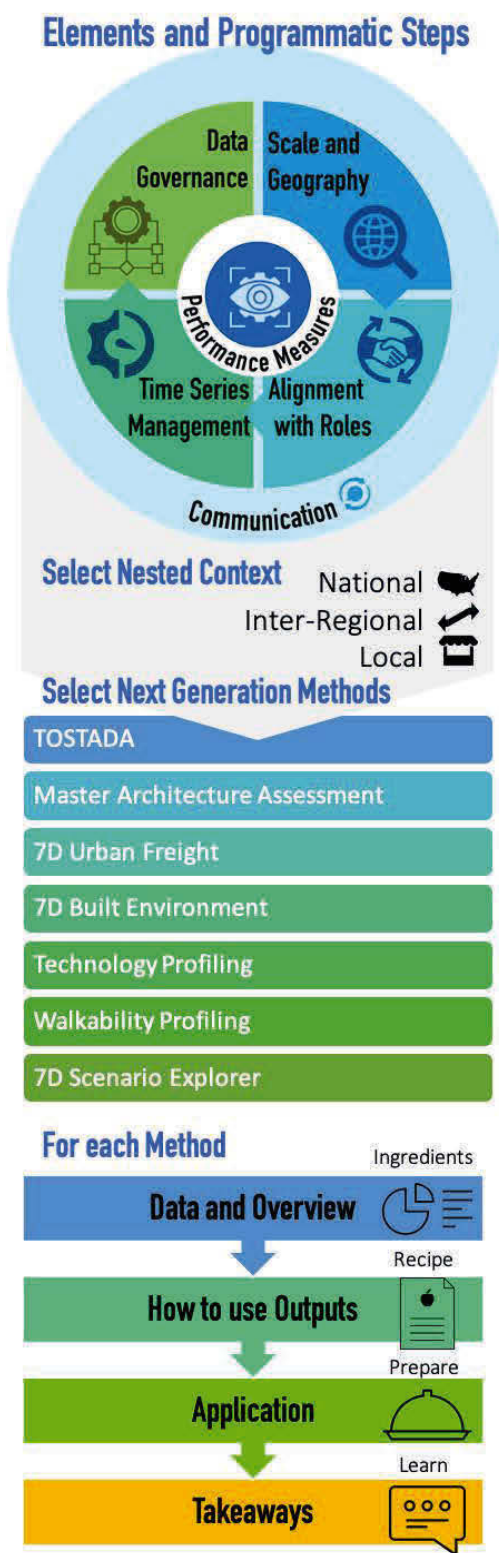 Elements and Programmatic Steps
Data
Governance
Scale and
Geography
Performance Measures
Time Series
Management
Alignment
with Roles
Communication
Select Nested Context
National
Inter-Regional
Local
Select Next Generation Methods
TOSTADA
Master Architecture Assessment
7D Urban Freight
7D Built Environment
Technology Profiling
Walkability Profiling
7D Scenario Explorer
For each Method
Ingredients
Data and Overview
Recipe
How to use Outputs
Prepare
Application
Learn
Takeaways